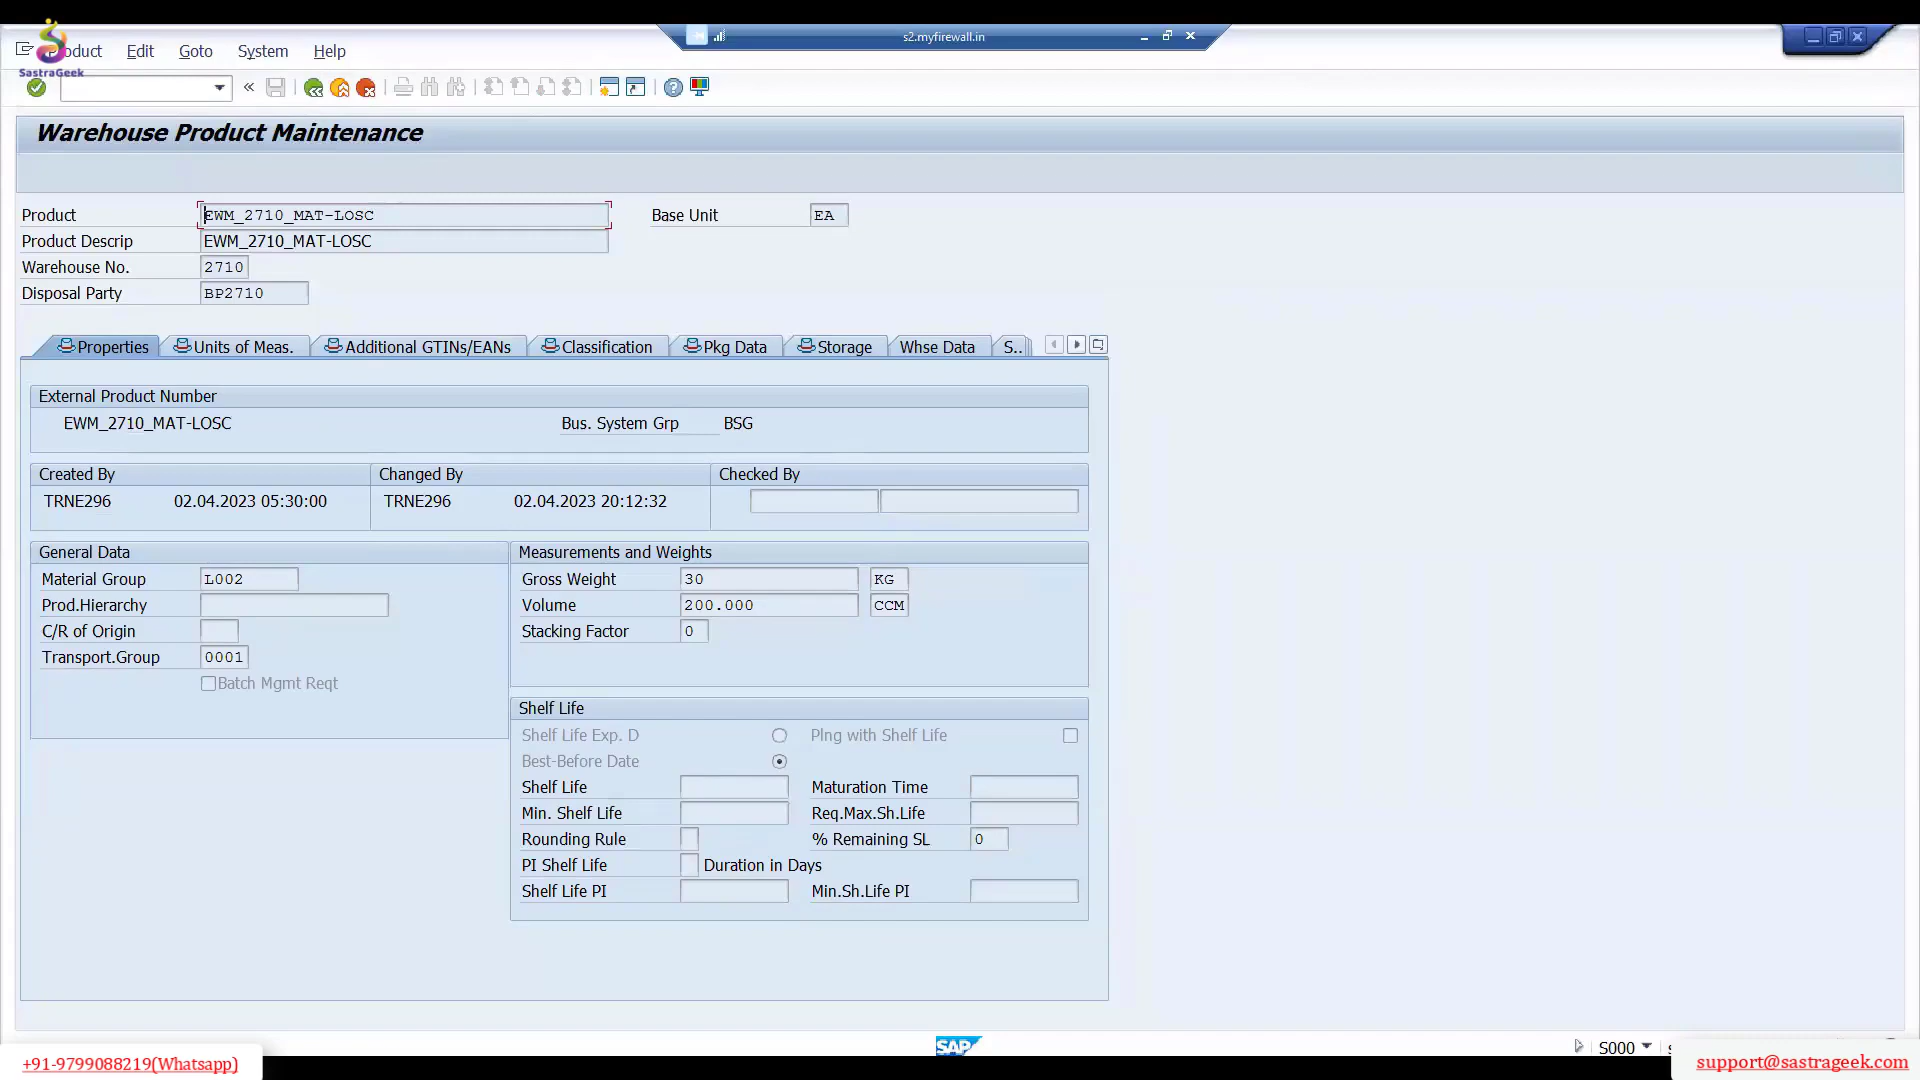 s2.myfirewall.in
Product Edit Goto System Help
SastraGeek
Warehouse Product Maintenance
Product EWM_2710_MAT-LOSC Base Unit EA
Product Descrip EWM_2710_MAT-LOSC
Warehouse No. 2710
Disposal Party BP2710
Properties Units of Meas. Additional GTINs/EANs Classification Pkg Data Storage Whse Data S..
External Product Number
EWM_2710_MAT-LOSC Bus. System Grp BSG
Created By Changed By Checked By
TRNE296 02.04.2023 05:30:00 TRNE296 02.04.2023 20:12:32
General Data Measurements and Weights
Material Group L002 Gross Weight 30 KG
Prod.Hierarchy Volume 200.000 CCM
C/R of Origin Stacking Factor 0
Transport.Group 0001
Batch Mgmt Reqt
Shelf Life
Shelf Life Exp. D Plng with Shelf Life
Best-Before Date
Shelf Life Maturation Time
Min. Shelf Life Req.Max.Sh.Life
Rounding Rule % Remaining SL 0
PI Shelf Life Duration in Days
Shelf Life PI Min.Sh.Life PI
SAP S000
+91-9799088219(Whatsapp) support@sastrageek.com